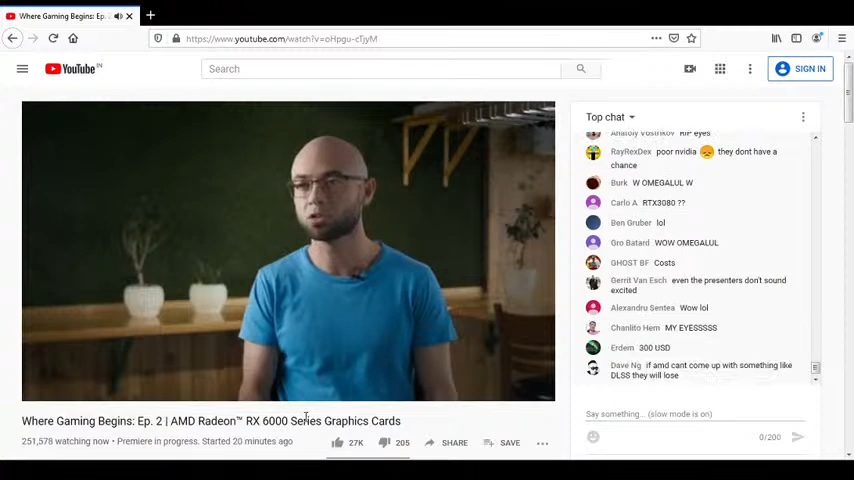 Where Gaming Begins: Ep. 2
https://www.youtube.com/watch?v=oHpgu-cTjyM
YouTube IN
Search
SIGN IN
Top chat
Anatoly Vostrikov RIP eyes
RayRexDex poor nvidia 😞 they dont have a
chance
Burk W OMEGALUL W
Carlo A RTX3080 ??
Ben Gruber lol
Gro Batard WOW OMEGALUL
GHOST BF Costs
Gerrit Van Esch even the presenters don't sound
excited
Alexandru Sentea Wow lol
Chanlito Hem MY EYESSSSS
Erdem 300 USD
Dave Ng if amd cant come up with something like
DLSS they will lose
Say something... (slow mode is on)
0/200
Where Gaming Begins: Ep. 2 | AMD Radeon™ RX 6000 Series Graphics Cards
251,578 watching now • Premiere in progress. Started 20 minutes ago
27K 205 SHARE SAVE